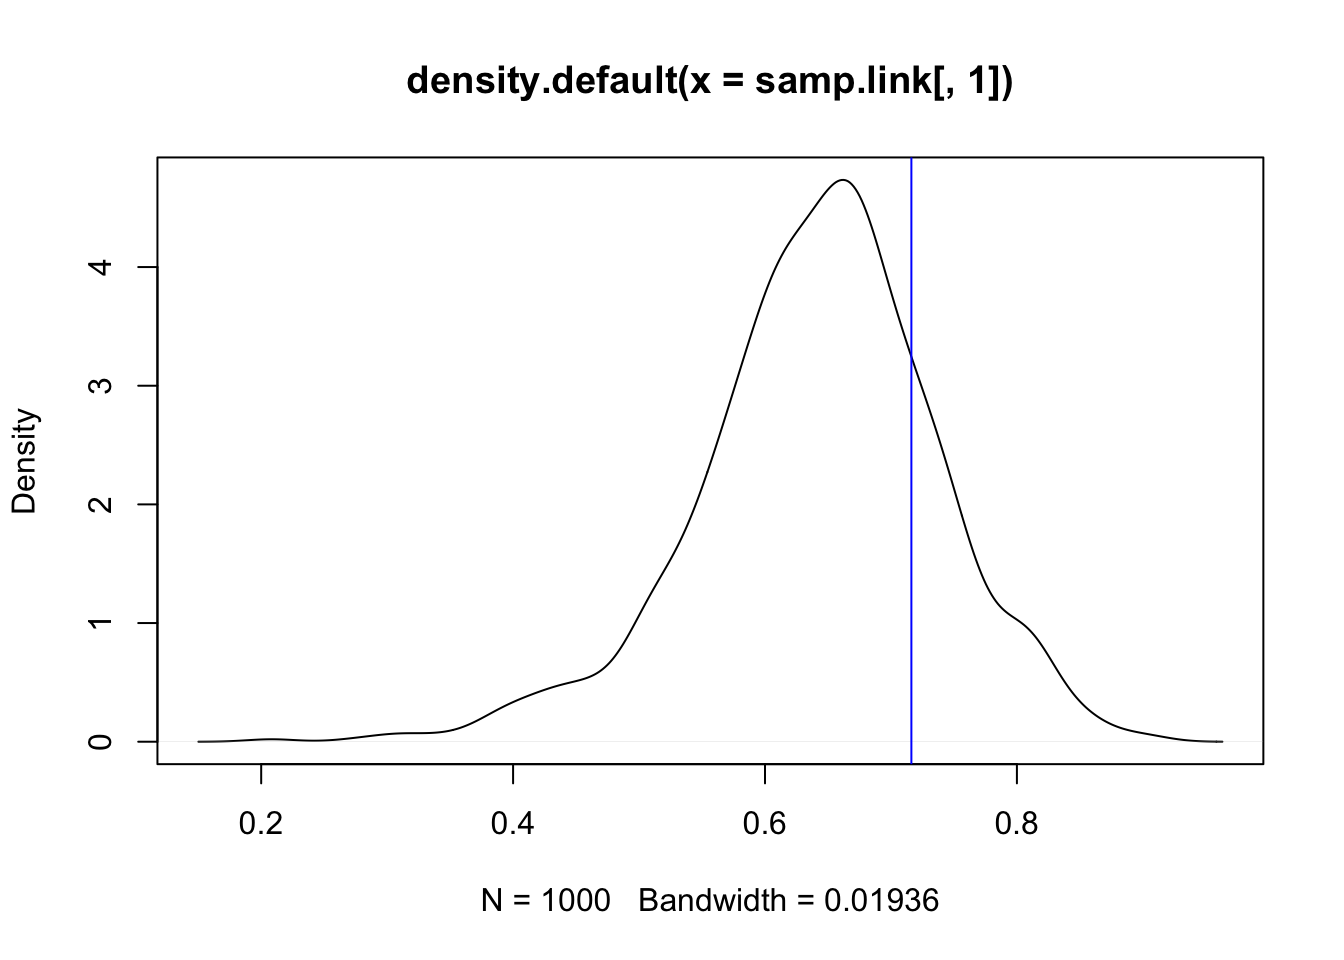 density.default(x = samp.link[, 1])
Density
4
3
2
1
0
0.2 0.4 0.6 0.8
N = 1000 Bandwidth = 0.01936